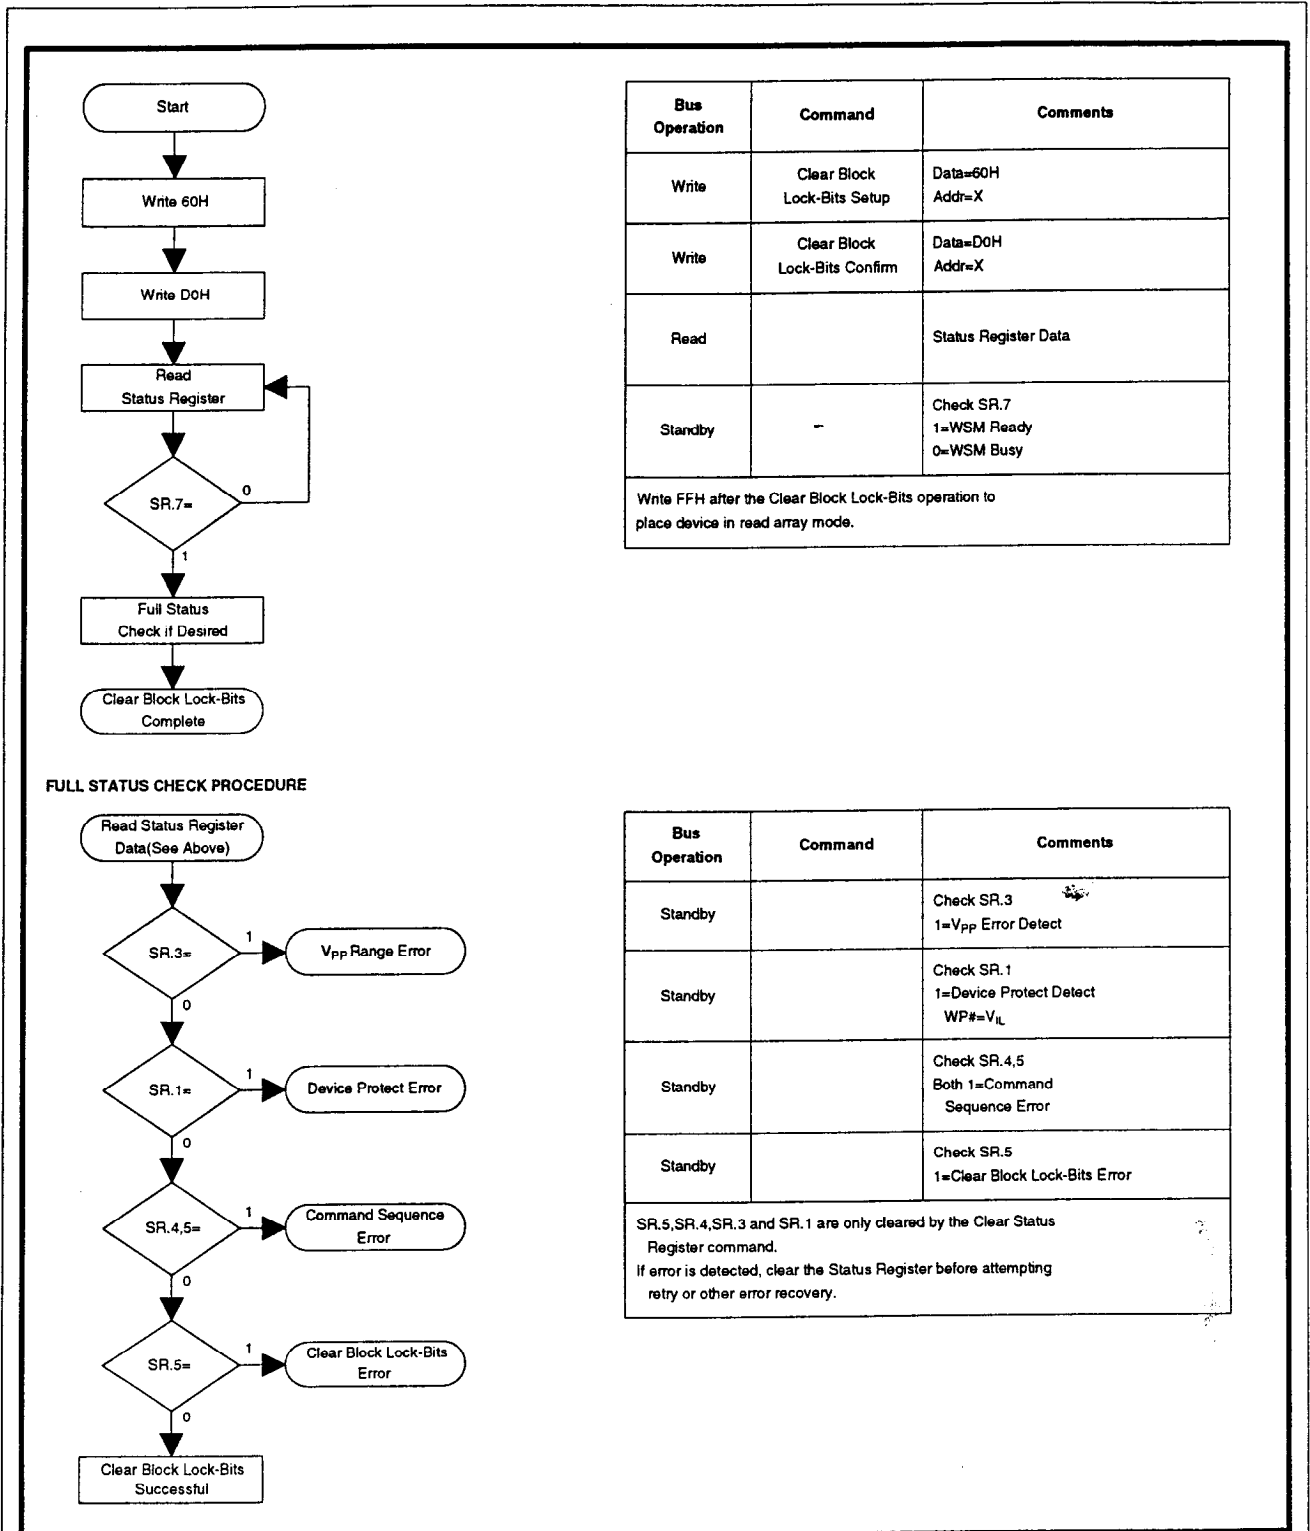 Start
Write 60H
Write D0H
Read
Status Register
SR.7=
0
1
Full Status
Check if Desired
Clear Block Lock-Bits
Complete
Bus
Operation
Command
Comments
Write
Clear Block
Lock-Bits Setup
Data=60H
Addr=X
Write
Clear Block
Lock-Bits Confirm
Data=D0H
Addr=X
Read
Status Register Data
Standby
Check SR.7
1=WSM Ready
0=WSM Busy
Write FFH after the Clear Block Lock-Bits operation to
place device in read array mode.
FULL STATUS CHECK PROCEDURE
Read Status Register
Data(See Above)
SR.3=
1
VPP Range Error
0
SR.1=
1
Device Protect Error
0
SR.4,5=
1
Command Sequence
Error
0
SR.5=
1
Clear Block Lock-Bits
Error
0
Clear Block Lock-Bits
Successful
Bus
Operation
Command
Comments
Standby
Check SR.3
1=VPP Error Detect
Standby
Check SR.1
1=Device Protect Detect
WP#=VIL
Standby
Check SR.4,5
Both 1=Command
Sequence Error
Standby
Check SR.5
1=Clear Block Lock-Bits Error
SR.5,SR.4,SR.3 and SR.1 are only cleared by the Clear Status
Register command.
If error is detected, clear the Status Register before attempting
retry or other error recovery.